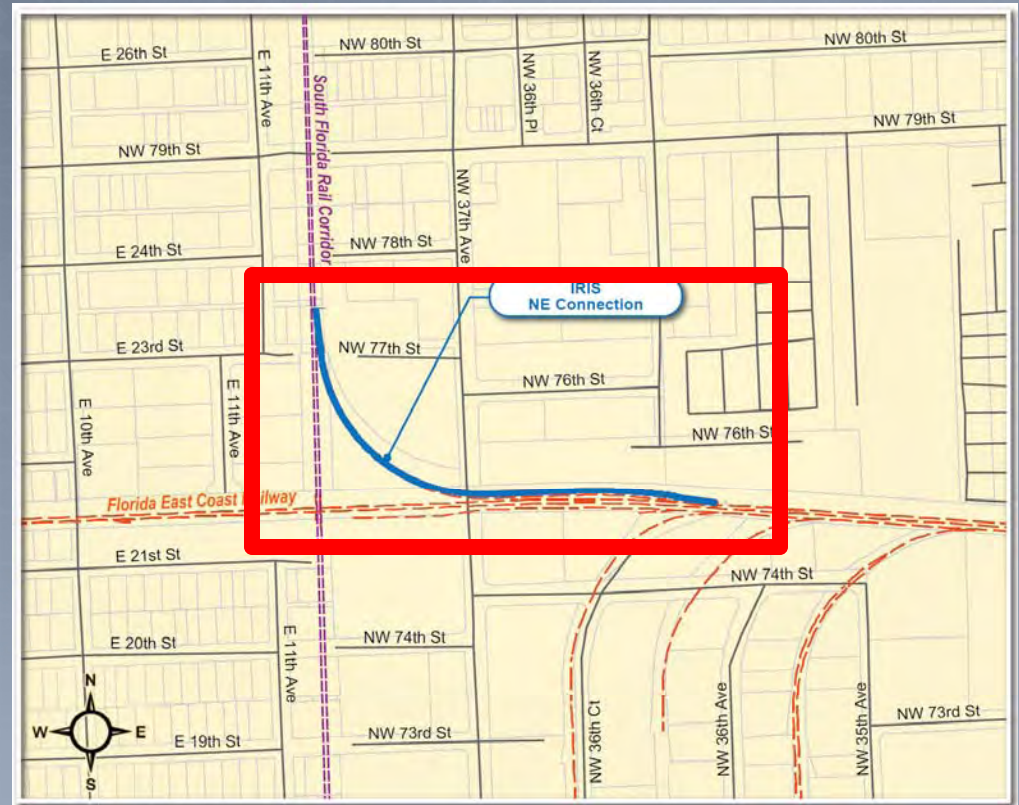 E 26th St
E 11th Ave
NW 80th St
NW 36th Pl
NW 36th Ct
NW 80th St
South Florida Rail Corridor
NW 79th St
NW 79th St
NW 37th Ave
E 24th St
NW 78th St
IRIS
NE Connection
E 23rd St
NW 77th St
NW 76th St
E 10th Ave
E 11th Ave
NW 76th St
Florida East Coast
E 21st St
NW 74th St
E 20th St
E 11th Ave
NW 74th St
N
W
E
S
E 19th St
NW 73rd St
NW 36th Ct
NW 36th Ave
NW 35th Ave
NW 73rd St